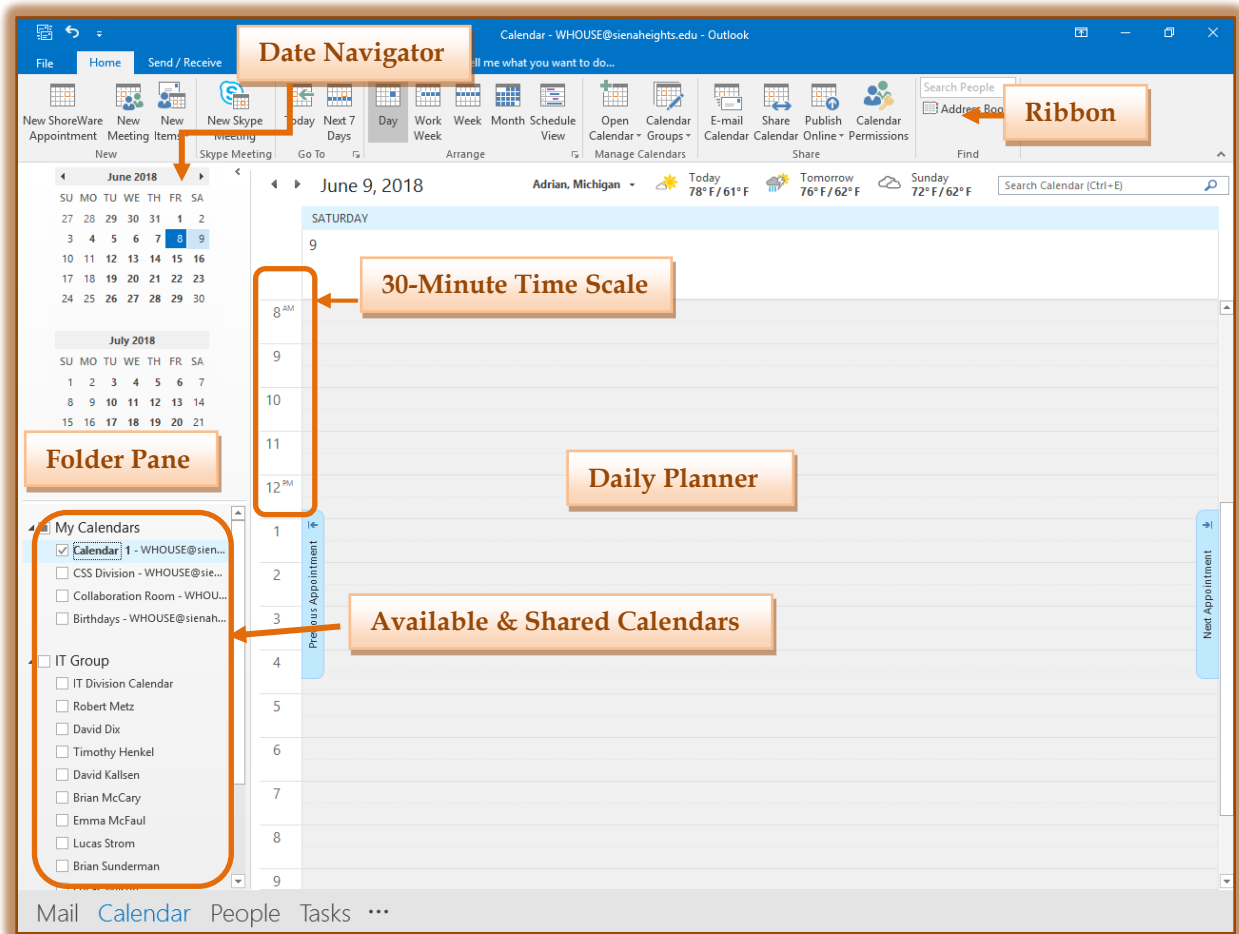 Calendar - WHOUSE@sienaheights.edu - Outlook
File Home Send / Receive ll me what you want to do...
Date Navigator
New ShoreWare Appointment
New Meeting
New Items
New Skype Meeting
Today
Next 7 Days
Day
Work Week
Week
Month
Schedule View
Open Calendar
Calendar Groups
E-mail Calendar
Share Calendar
Publish Online
Calendar Permissions
Search People
Address Boo
Ribbon
New Skype Meeting Go To Arrange Manage Calendars Share Find
June 2018
SU MO TU WE TH FR SA
27 28 29 30 31 1 2
3 4 5 6 7 8 9
10 11 12 13 14 15 16
17 18 19 20 21 22 23
24 25 26 27 28 29 30
July 2018
SU MO TU WE TH FR SA
1 2 3 4 5 6 7
8 9 10 11 12 13 14
15 16 17 18 19 20 21
Folder Pane
My Calendars
Calendar 1 - WHOUSE@sien...
CSS Division - WHOUSE@sie...
Collaboration Room - WHOU...
Birthdays - WHOUSE@sienah...
IT Group
IT Division Calendar
Robert Metz
David Dix
Timothy Henkel
David Kallsen
Brian McCary
Emma McFaul
Lucas Strom
Brian Sunderman
June 9, 2018
Adrian, Michigan
Today
78°F/61°F
Tomorrow
76°F/62°F
Sunday
72°F/62°F
Search Calendar (Ctrl+E)
SATURDAY
9
30-Minute Time Scale
8 AM
9
10
11
12 PM
1
2
3
4
5
6
7
8
9
Daily Planner
Previous Appointment
Next Appointment
Available & Shared Calendars
Mail Calendar People Tasks ···